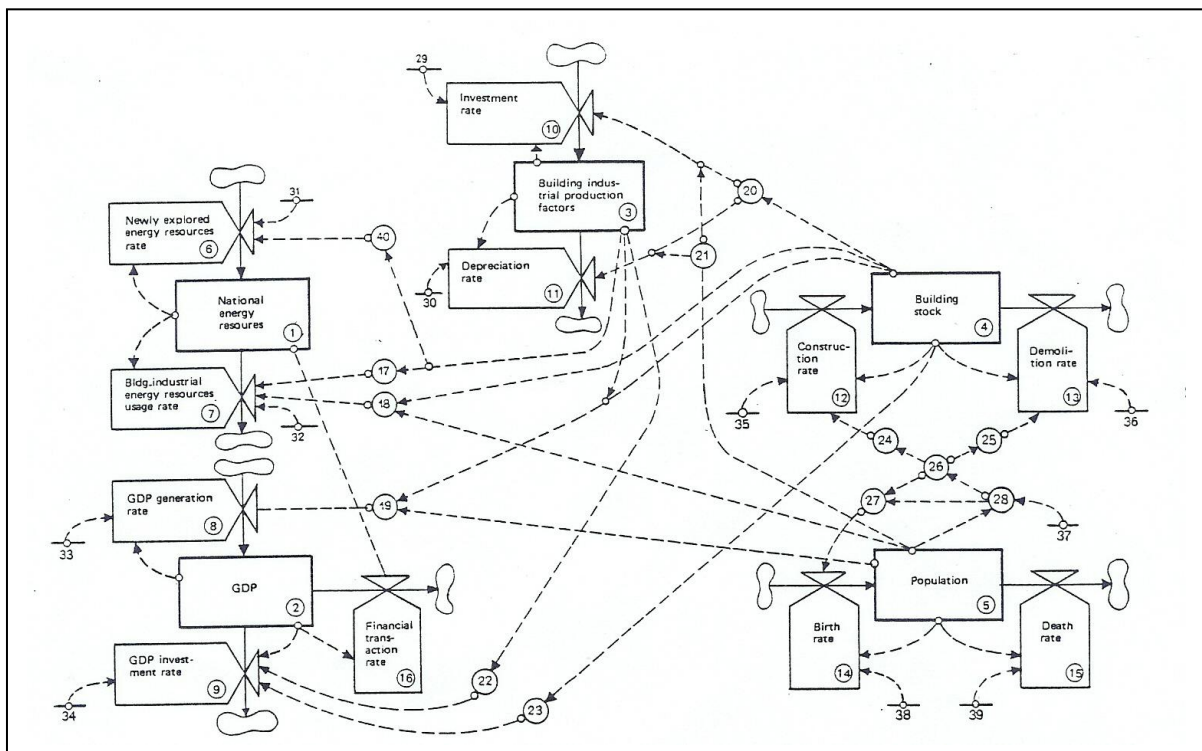 29
Investment
rate
10
31
Newly explored
energy resources
rate
6
40
Building indus-
trial production
factors
3
20
21
Depreciation
rate
30
11
National
energy
resoures
1
Building
stock
4
Construc-
tion
rate
12
Demoli-
tion rate
13
Bldg.industrial
energy resources
usage rate
7
17
18
32
35
36
24
25
26
27
28
37
GDP generation
rate
8
19
33
GDP
2
Population
5
Financial
trans-
action
rate
16
Birth
rate
14
Death
rate
15
GDP invest-
ment rate
9
34
22
23
38
39